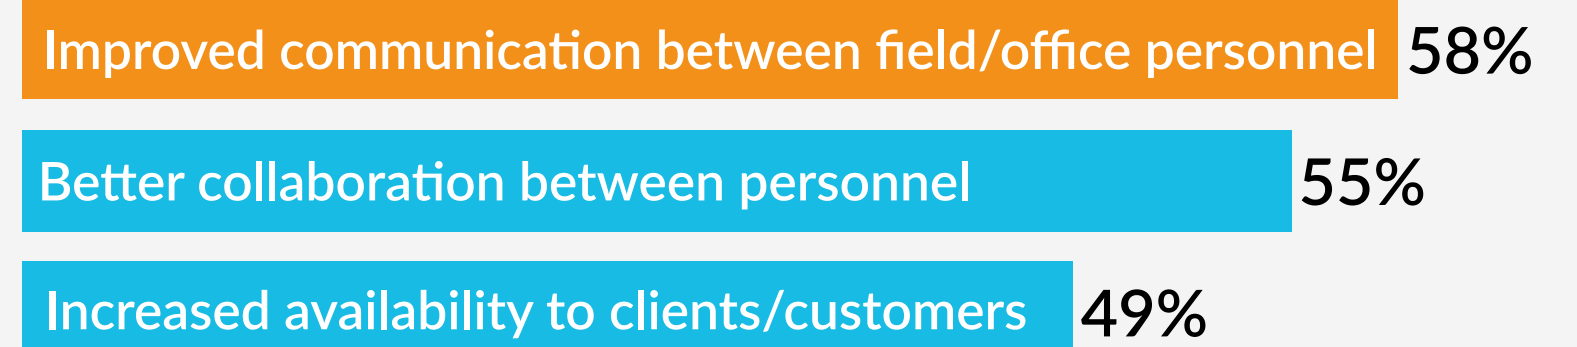 Improved communication between field/office personnel 58%
Better collaboration between personnel 55%
Increased availability to clients/customers 49%